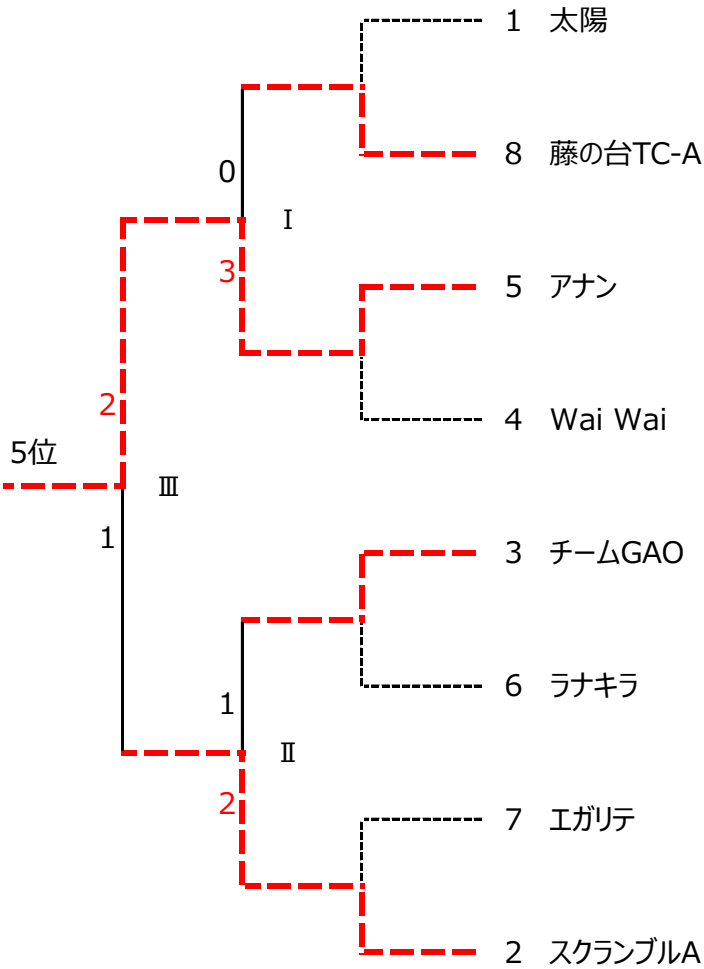 1 太陽
8 藤の台TC-A
0
Ⅰ
3
5 アナン
2
4 Wai Wai
5位
Ⅲ
1
3 チームGAO
6 ラナキラ
1
Ⅱ
2
7 エガリテ
2 スクランブルA